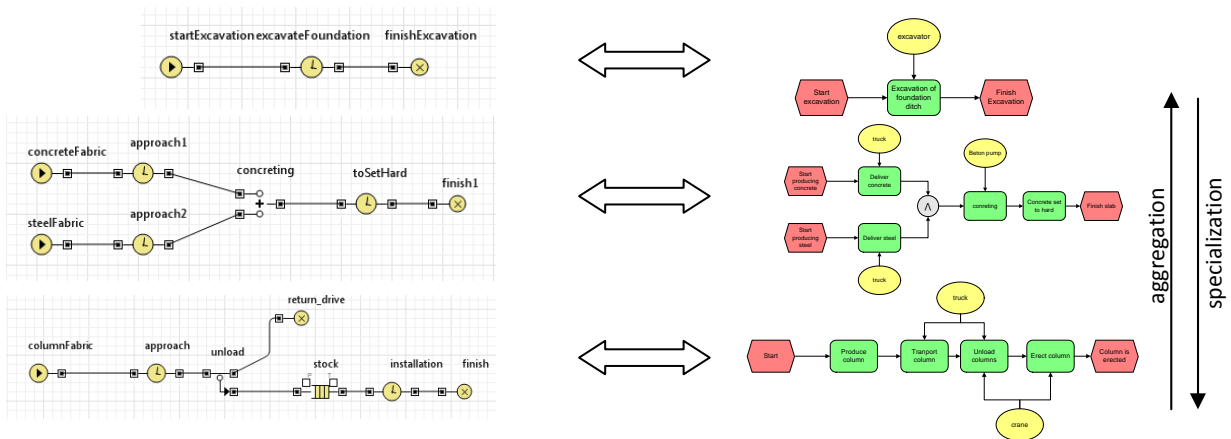 startExcavation excavateFoundation finishExcavation
excavator
Start
excavation
Excavation of
foundation
ditch
Finish
Excavation
concreteFabric
approach1
concreting
toSetHard
finish1
steelFabric
approach2
truck
Beton pump
Start
producing
concrete
Deliver
concrete
Λ
conreting
Concrete set
to hard
Finish slab
Start
producing
steel
Deliver steel
truck
return_drive
columnFabric
approach
unload
stock
installation
finish
P
T
truck
Start
Produce
column
Tranport
column
Unload
columns
Erect column
Column is
erected
crane
aggregation
specialization